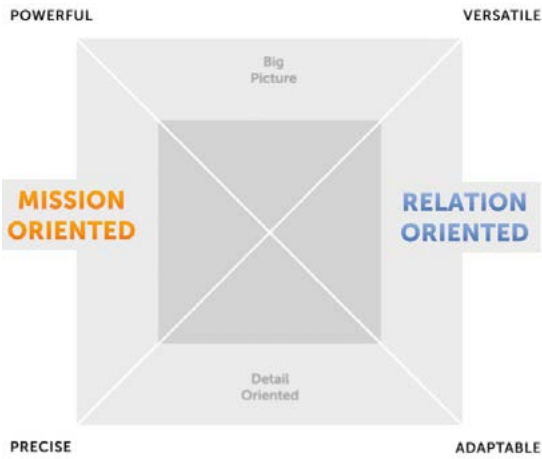 POWERFUL
VERSATILE
Big
Picture
MISSION
ORIENTED
RELATION
ORIENTED
Detail
Oriented
PRECISE
ADAPTABLE